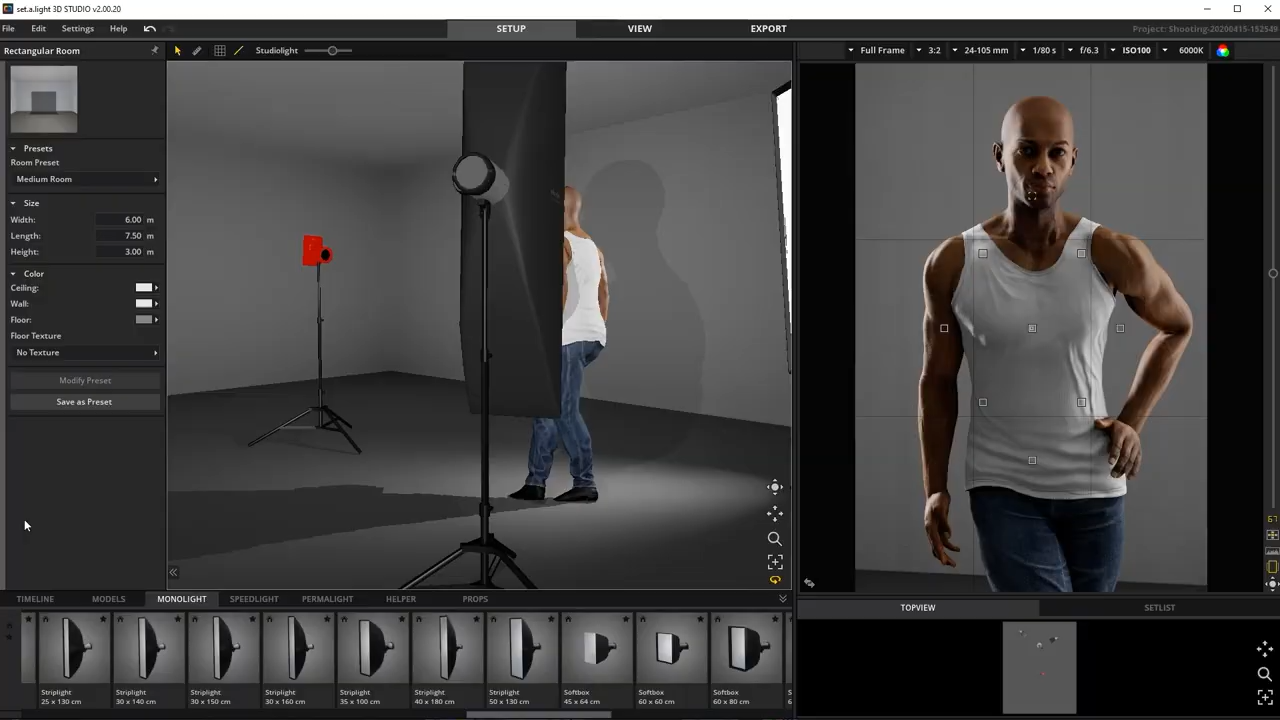 set.a.light 3D STUDIO v2.00.20
File Edit Settings Help
SETUP VIEW EXPORT
Project: Shooting-20200415-152549
Rectangular Room
Studiolight
Full Frame 3:2 24-105 mm 1/80 s f/6.3 ISO100 6000K
Presets
Room Preset
Medium Room
Size
Width: 6.00 m
Length: 7.50 m
Height: 3.00 m
Color
Ceiling:
Wall:
Floor:
Floor Texture
No Texture
Modify Preset
Save as Preset
TIMELINE MODELS MONOLIGHT SPEEDLIGHT PERMALIGHT HELPER PROPS
TOPVIEW SETLIST
Striplight Striplight Striplight Striplight Striplight Striplight Striplight Softbox Softbox Softbox
25 x 130 cm 30 x 140 cm 30 x 150 cm 30 x 160 cm 35 x 100 cm 40 x 180 cm 50 x 130 cm 45 x 64 cm 60 x 60 cm 60 x 80 cm